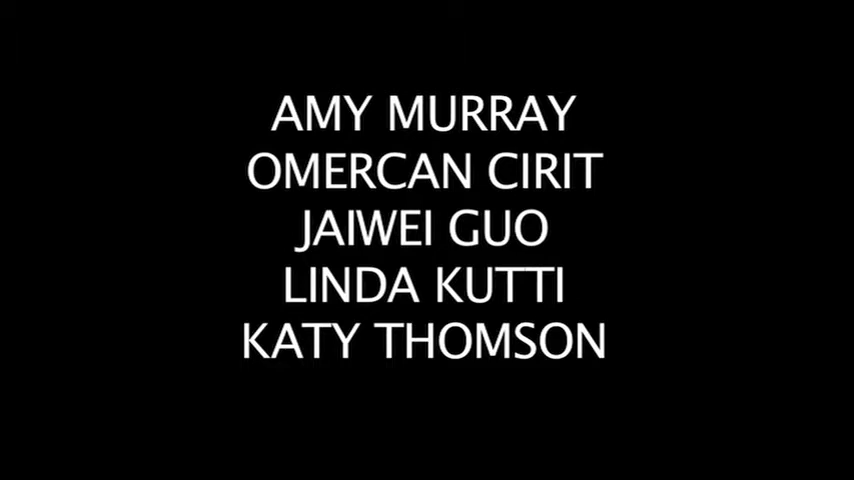 AMY MURRAY
OMERCAN CIRIT
JAIWEI GUO
LINDA KUTTI
KATY THOMSON